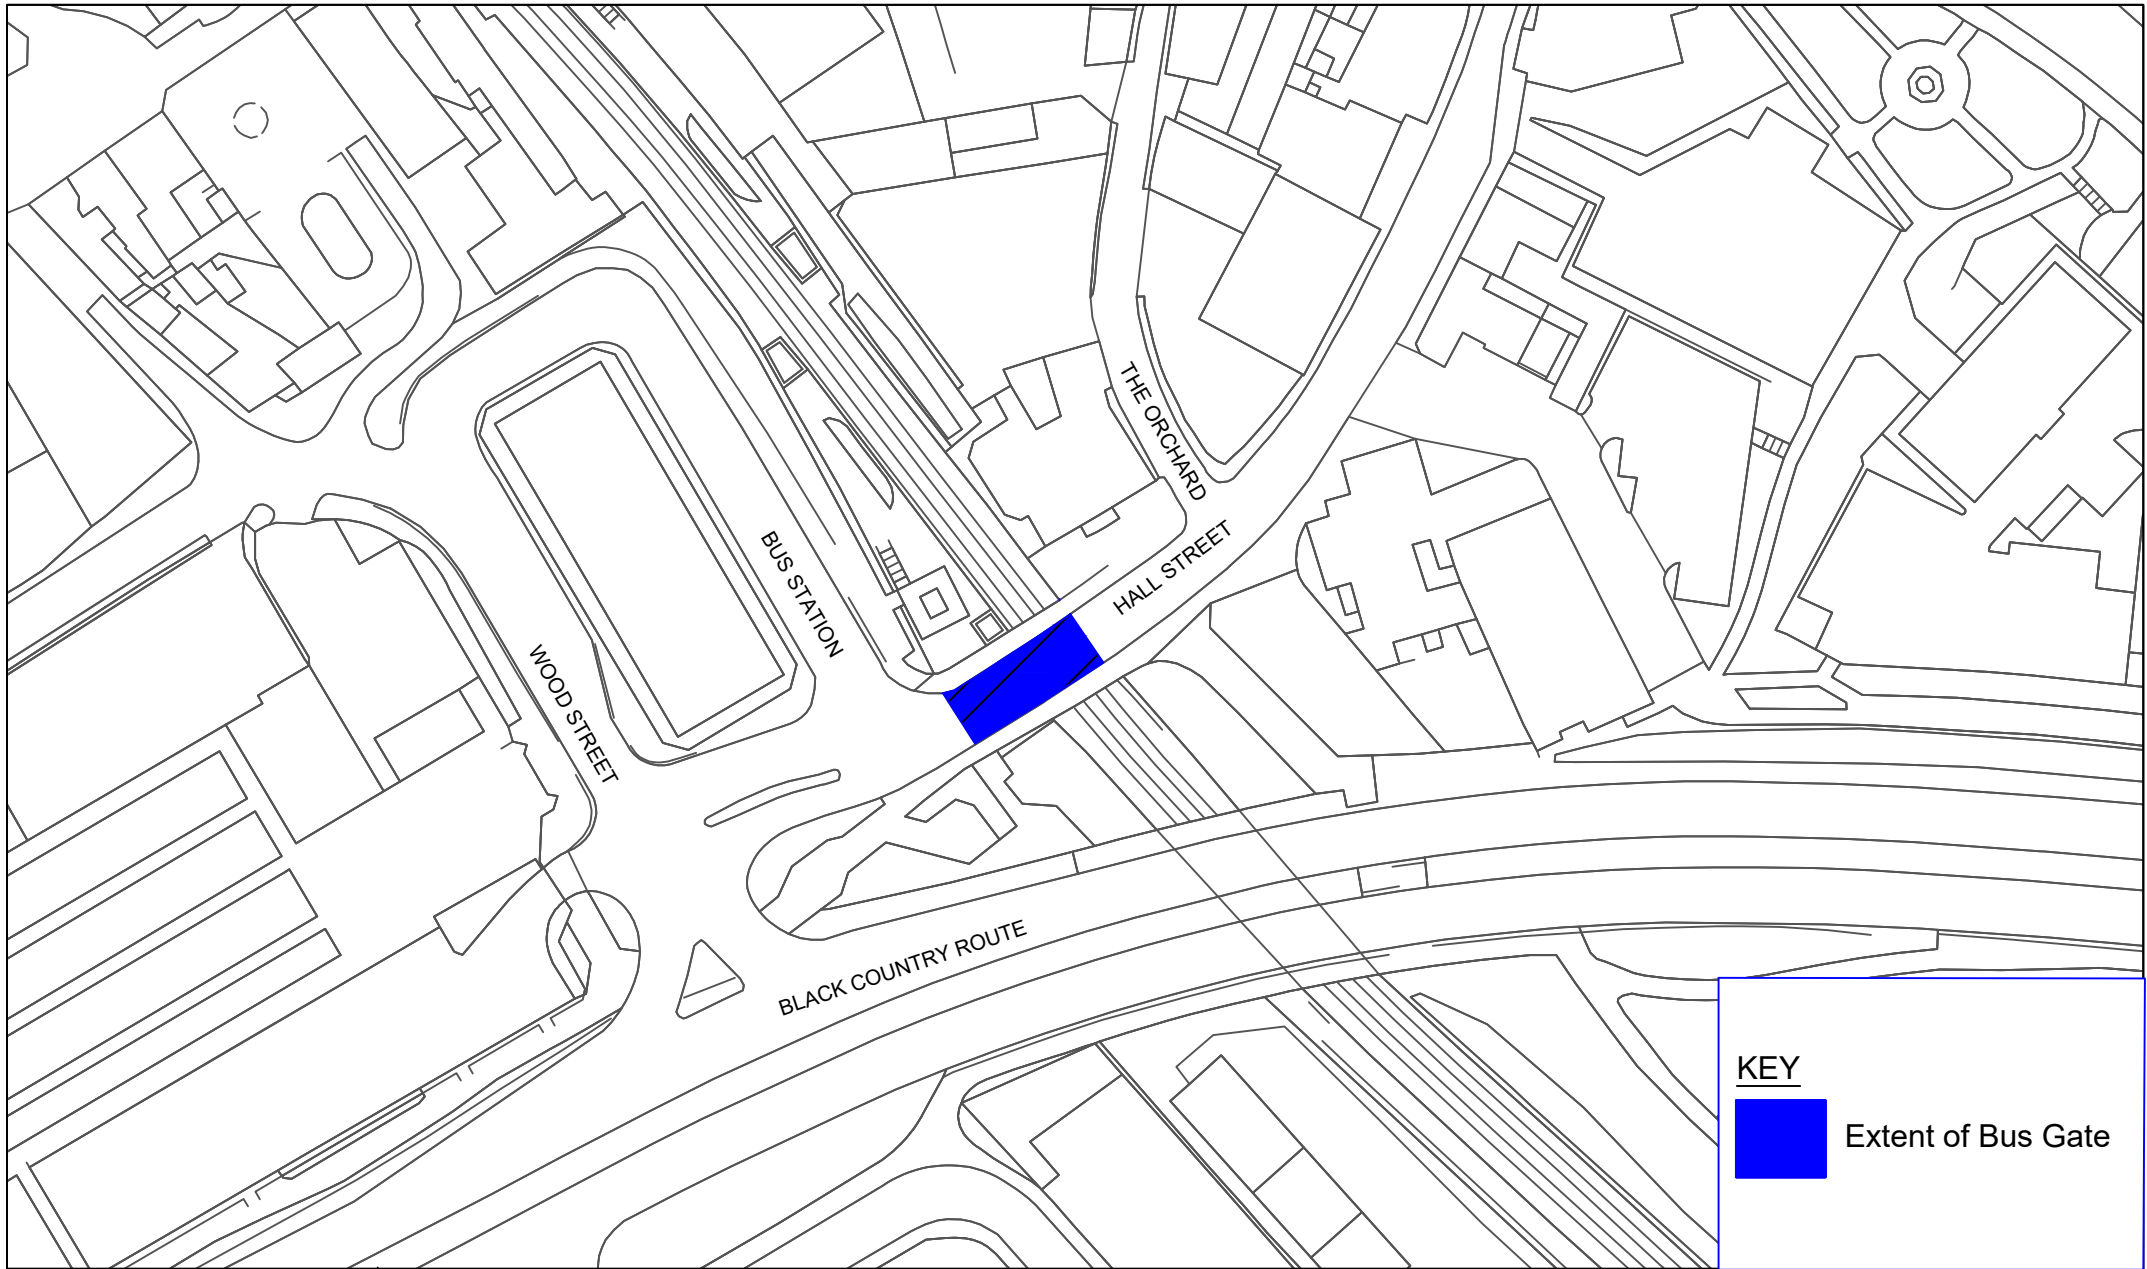 THE ORCHARD
HALL STREET
BUS STATION
WOOD STREET
BLACK COUNTRY ROUTE
KEY
Extent of Bus Gate